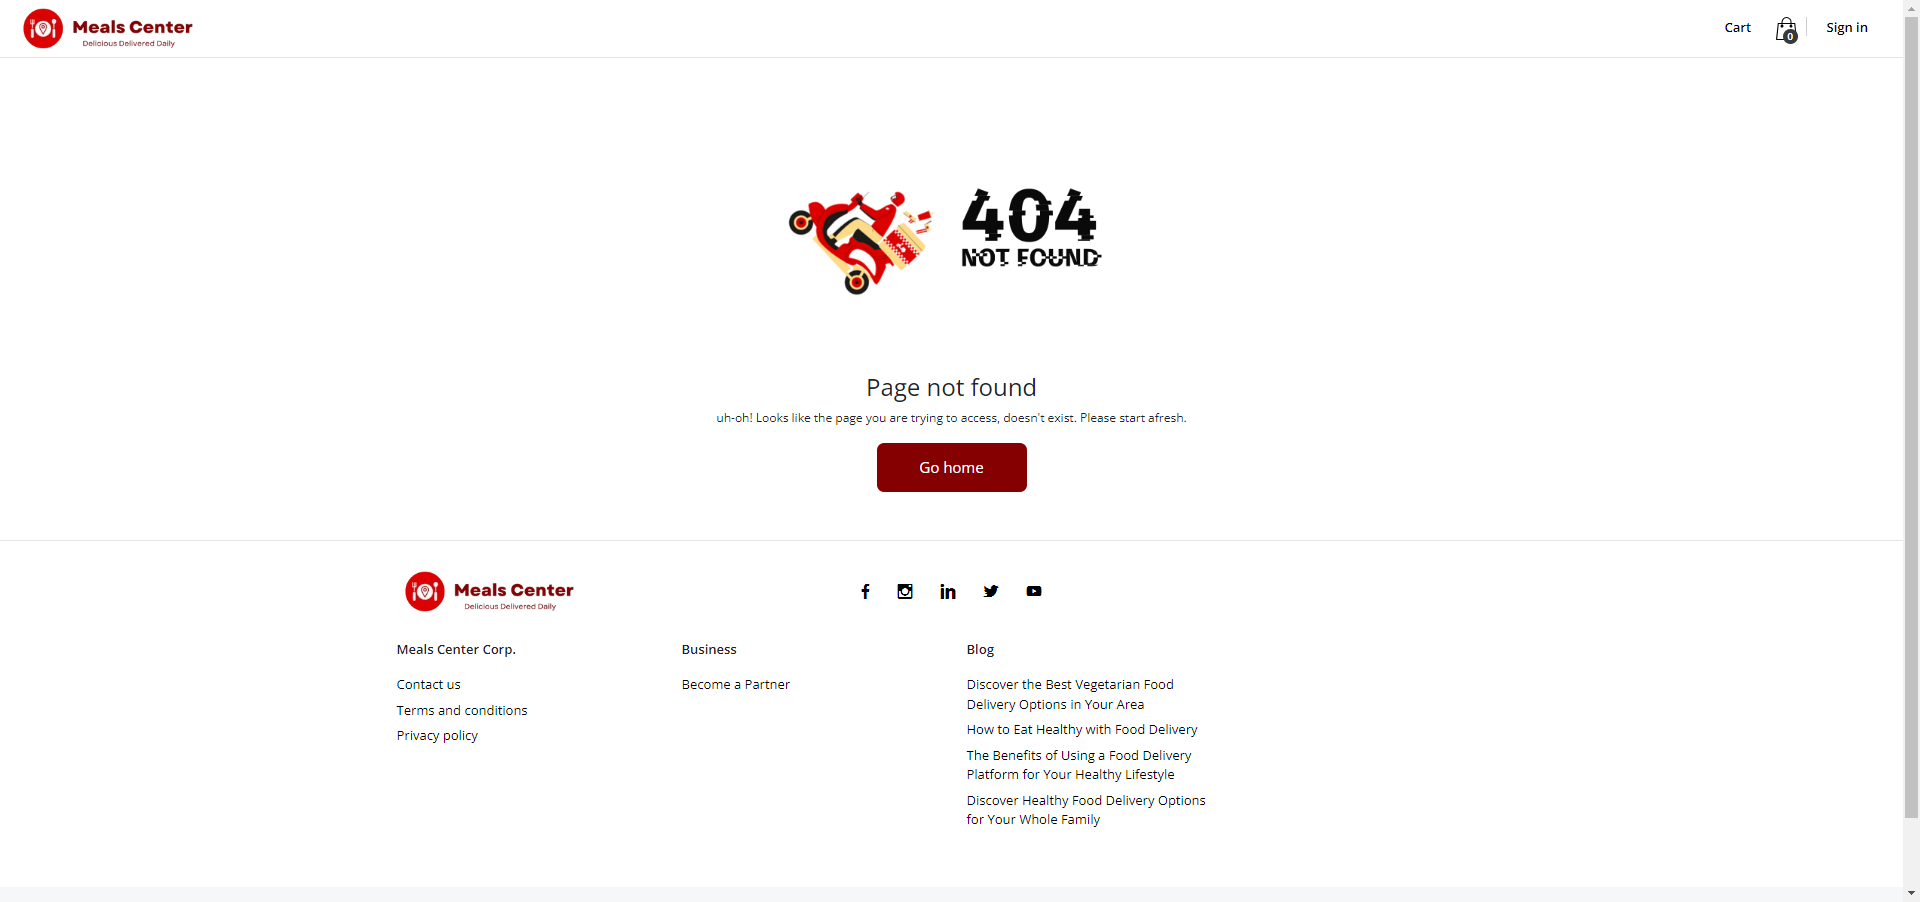 Meals Center
Delicious Delivered Daily
Cart
0
Sign in
404
NOT FOUND
Page not found
uh-oh! Looks like the page you are trying to access, doesn't exist. Please start afresh.
Go home
Meals Center
Delicious Delivered Daily
Meals Center Corp.
Contact us
Terms and conditions
Privacy policy
Business
Become a Partner
Blog
Discover the Best Vegetarian Food
Delivery Options in Your Area
How to Eat Healthy with Food Delivery
The Benefits of Using a Food Delivery
Platform for Your Healthy Lifestyle
Discover Healthy Food Delivery Options
for Your Whole Family